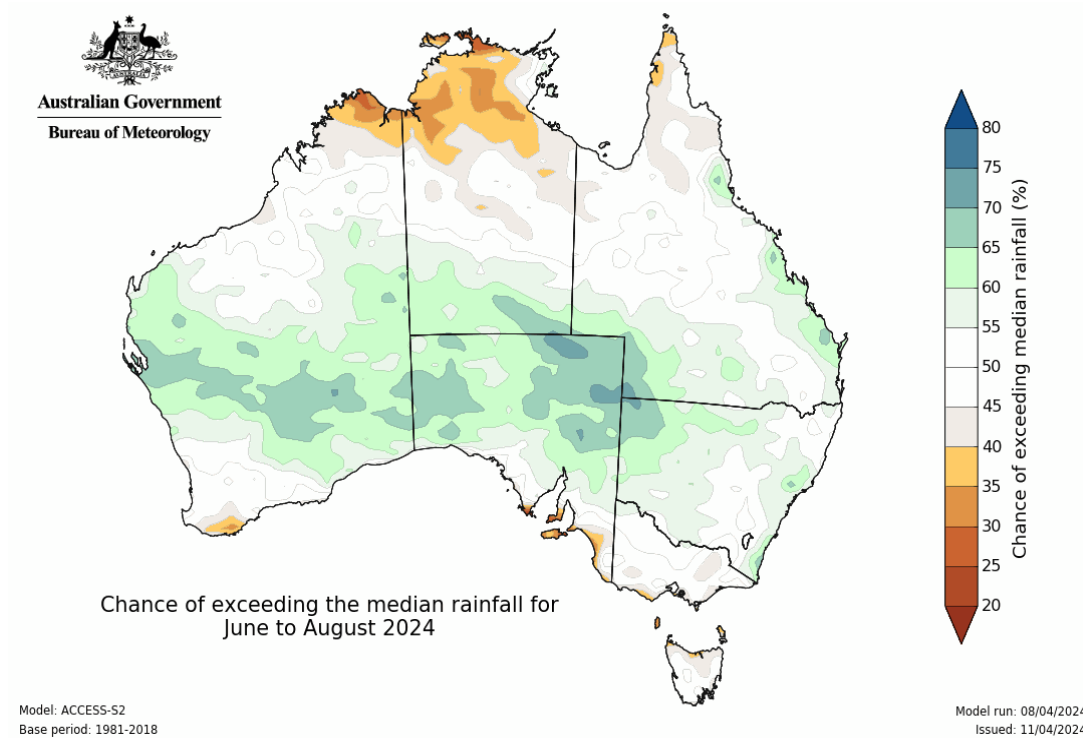 Australian Government
Bureau of Meteorology
80
75
70
65
60
55
50
45
40
35
30
25
20
Chance of exceeding median rainfall (%)
Chance of exceeding the median rainfall for
June to August 2024
Model: ACCESS-S2
Base period: 1981-2018
Model run: 08/04/2024
Issued: 11/04/2024